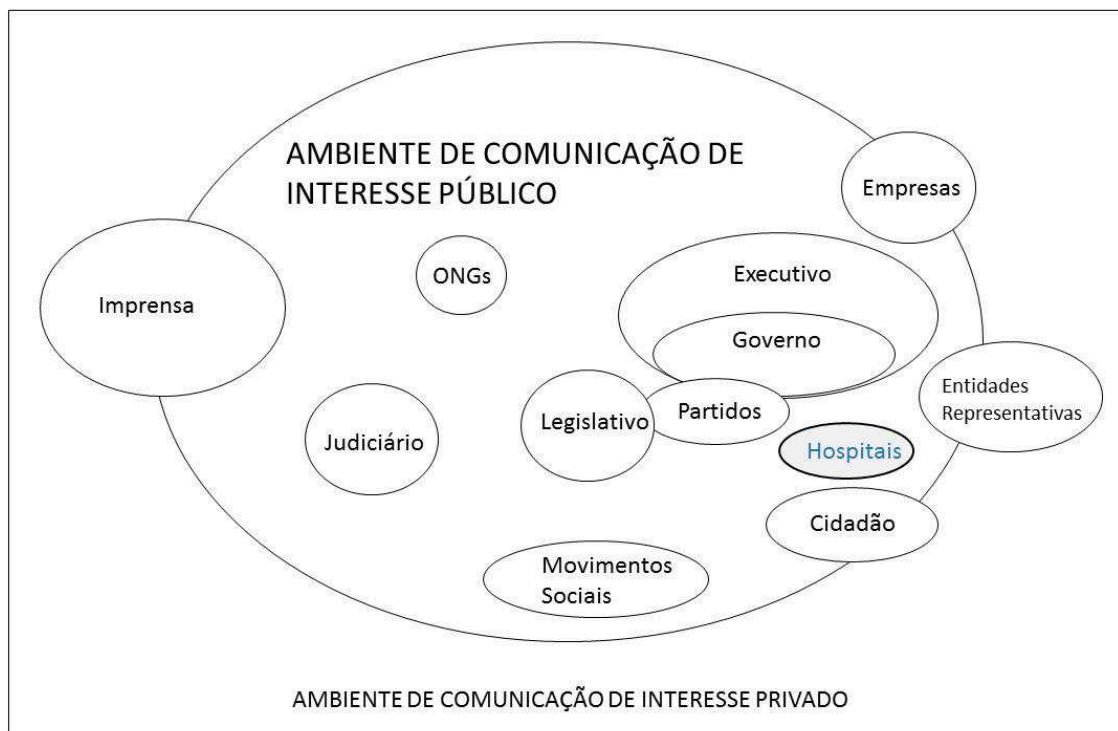 AMBIENTE DE COMUNICAÇÃO DE
INTERESSE PÚBLICO
Empresas
ONGs
Executivo
Imprensa
Governo
Entidades
Representativas
Partidos
Legislativo
Judiciário
Hospitais
Cidadão
Movimentos
Sociais
AMBIENTE DE COMUNICAÇÃO DE INTERESSE PRIVADO